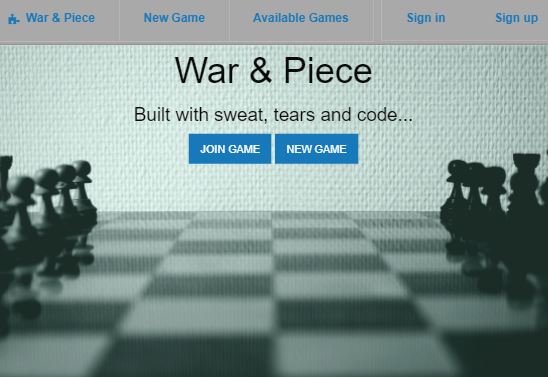 War & Piece New Game Available Games Sign in Sign up
War & Piece
Built with sweat, tears and code...
JOIN GAME NEW GAME